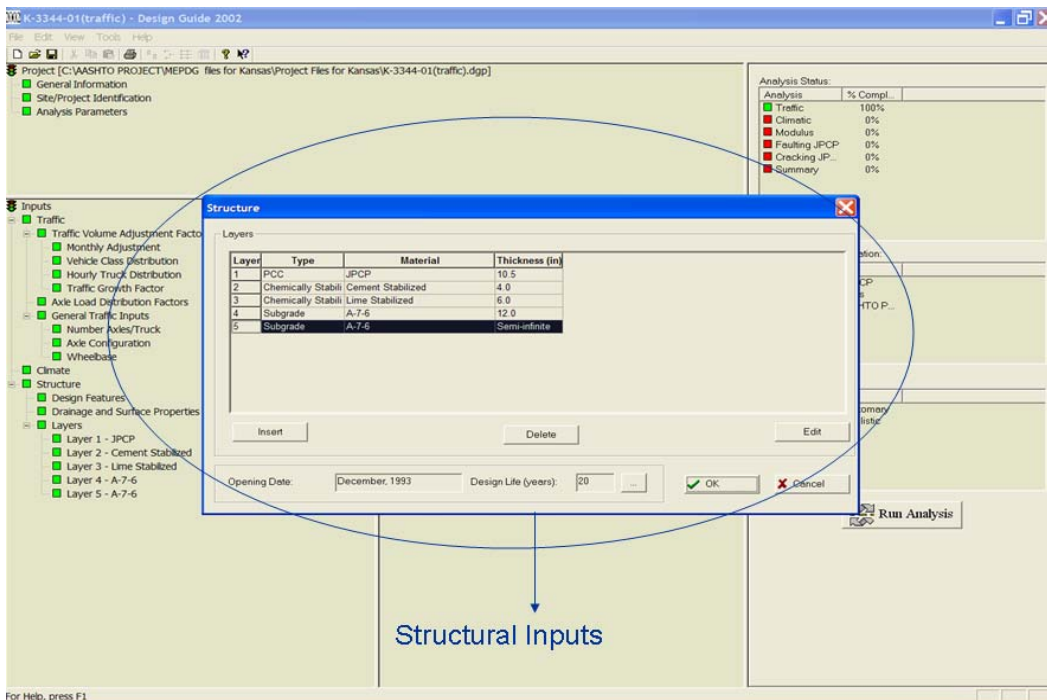 K-3344-01(traffic) - Design Guide 2002
File Edit View Tools Help
Project [C:\AASHTO PROJECT\MEPDG files for Kansas\Project Files for Kansas\K-3344-01(traffic).dgp]
General Information
Site/Project Identification
Analysis Parameters
Analysis Status:
Analysis % Compl...
Traffic 100%
Climatic 0%
Modulus 0%
Faulting JPCP 0%
Cracking JP... 0%
Summary 0%
Inputs
Traffic
Traffic Volume Adjustment Facto
Monthly Adjustment
Vehicle Class Distribution
Hourly Truck Distribution
Traffic Growth Factor
Axle Load Distribution Factors
General Traffic Inputs
Number Axles/Truck
Axle Configuration
Wheelbase
Climate
Structure
Design Features
Drainage and Surface Properties
Layers
Layer 1 - JPCP
Layer 2 - Cement Stabilized
Layer 3 - Lime Stabilized
Layer 4 - A-7-6
Layer 5 - A-7-6
Structure
Layers
Layer Type Material Thickness (in)
1 PCC JPCP 10.5
2 Chemically Stabili Cement Stabilized 4.0
3 Chemically Stabili Lime Stabilized 6.0
4 Subgrade A-7-6 12.0
5 Subgrade A-7-6 Semi-infinite
Insert Delete Edit
Opening Date: December, 1993 Design Life (years): 20 ... OK Cancel
ation:
CP
s
HTO P...
tomary
listic
Run Analysis
Structural Inputs
For Help, press F1